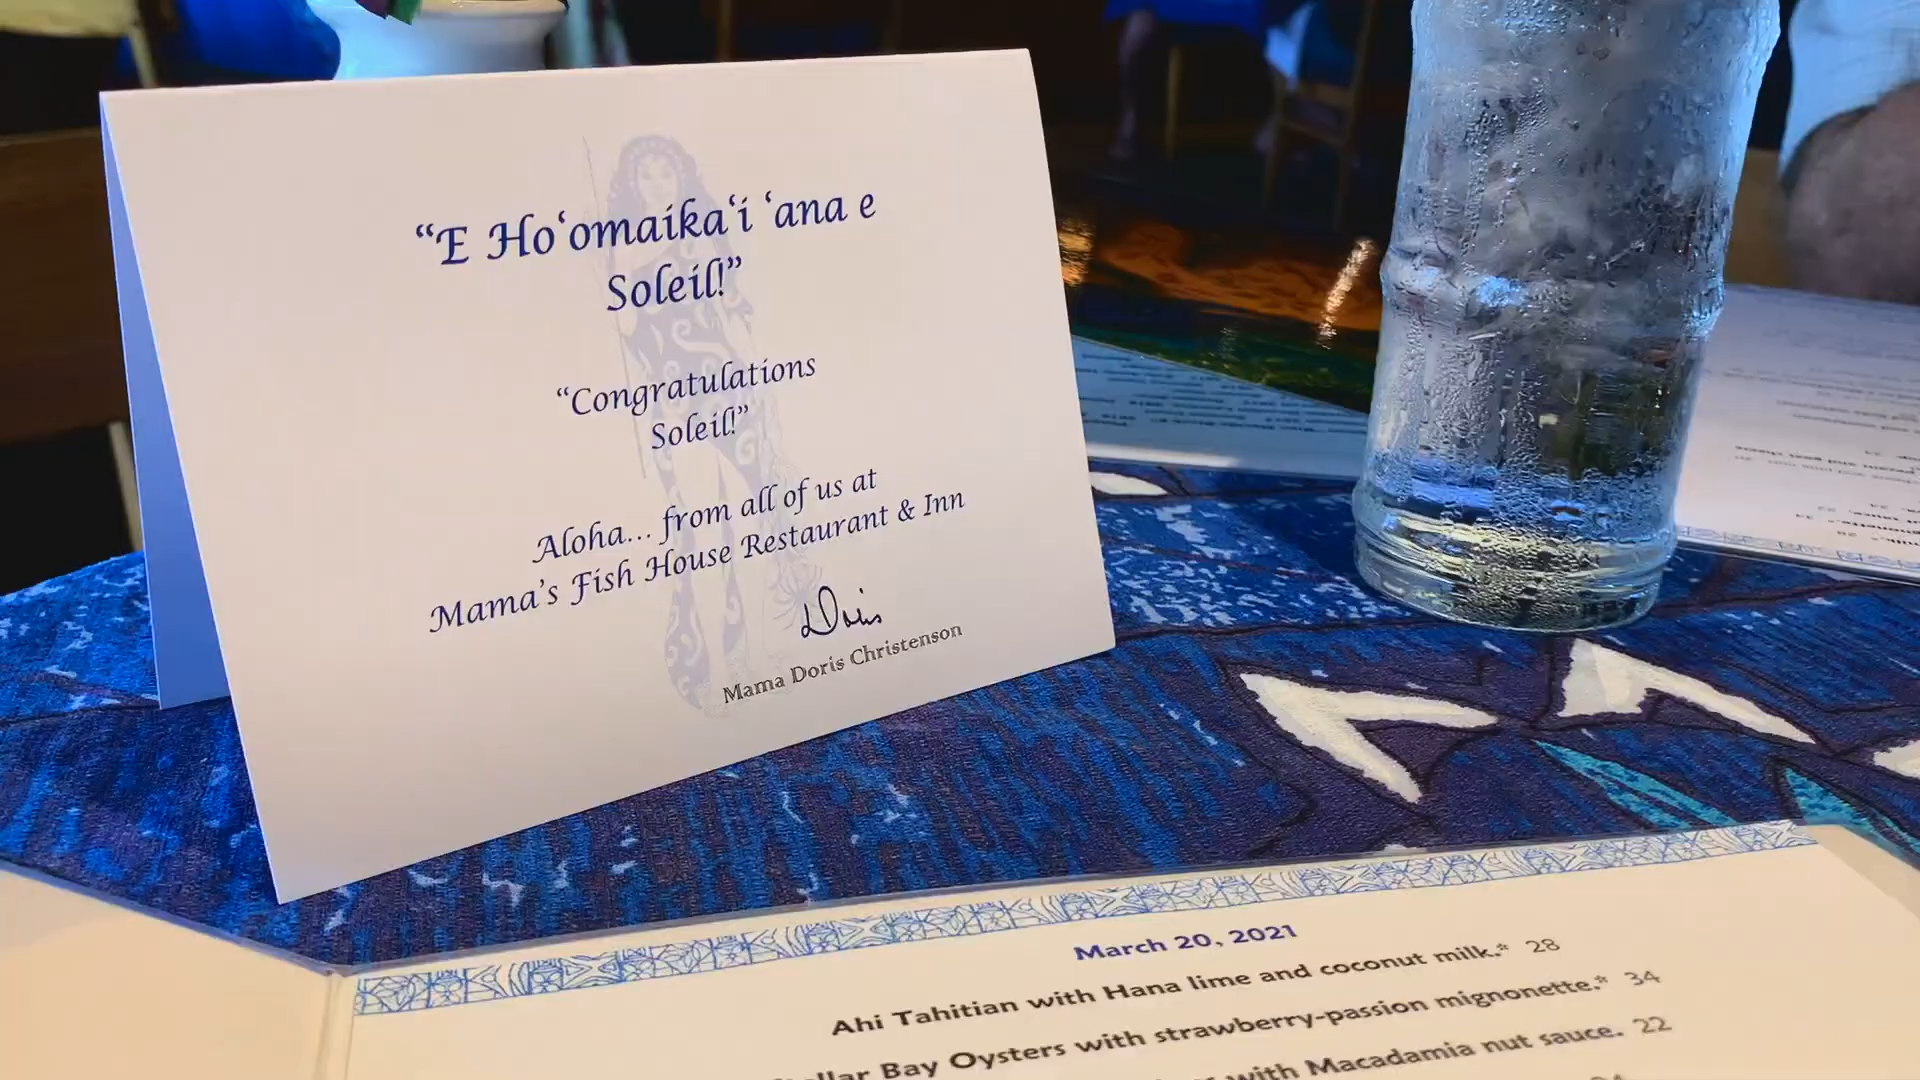 “E Ho‘omaika‘i ‘ana e
Soleil!”
“Congratulations
Soleil!”
Aloha... from all of us at
Mama’s Fish House Restaurant & Inn
Doris
Mama Doris Christenson
March 20, 2021
Ahi Tahitian with Hana lime and coconut milk.* 28
Bay Oysters with strawberry-passion mignonette.* 34
with Macadamia nut sauce. 22